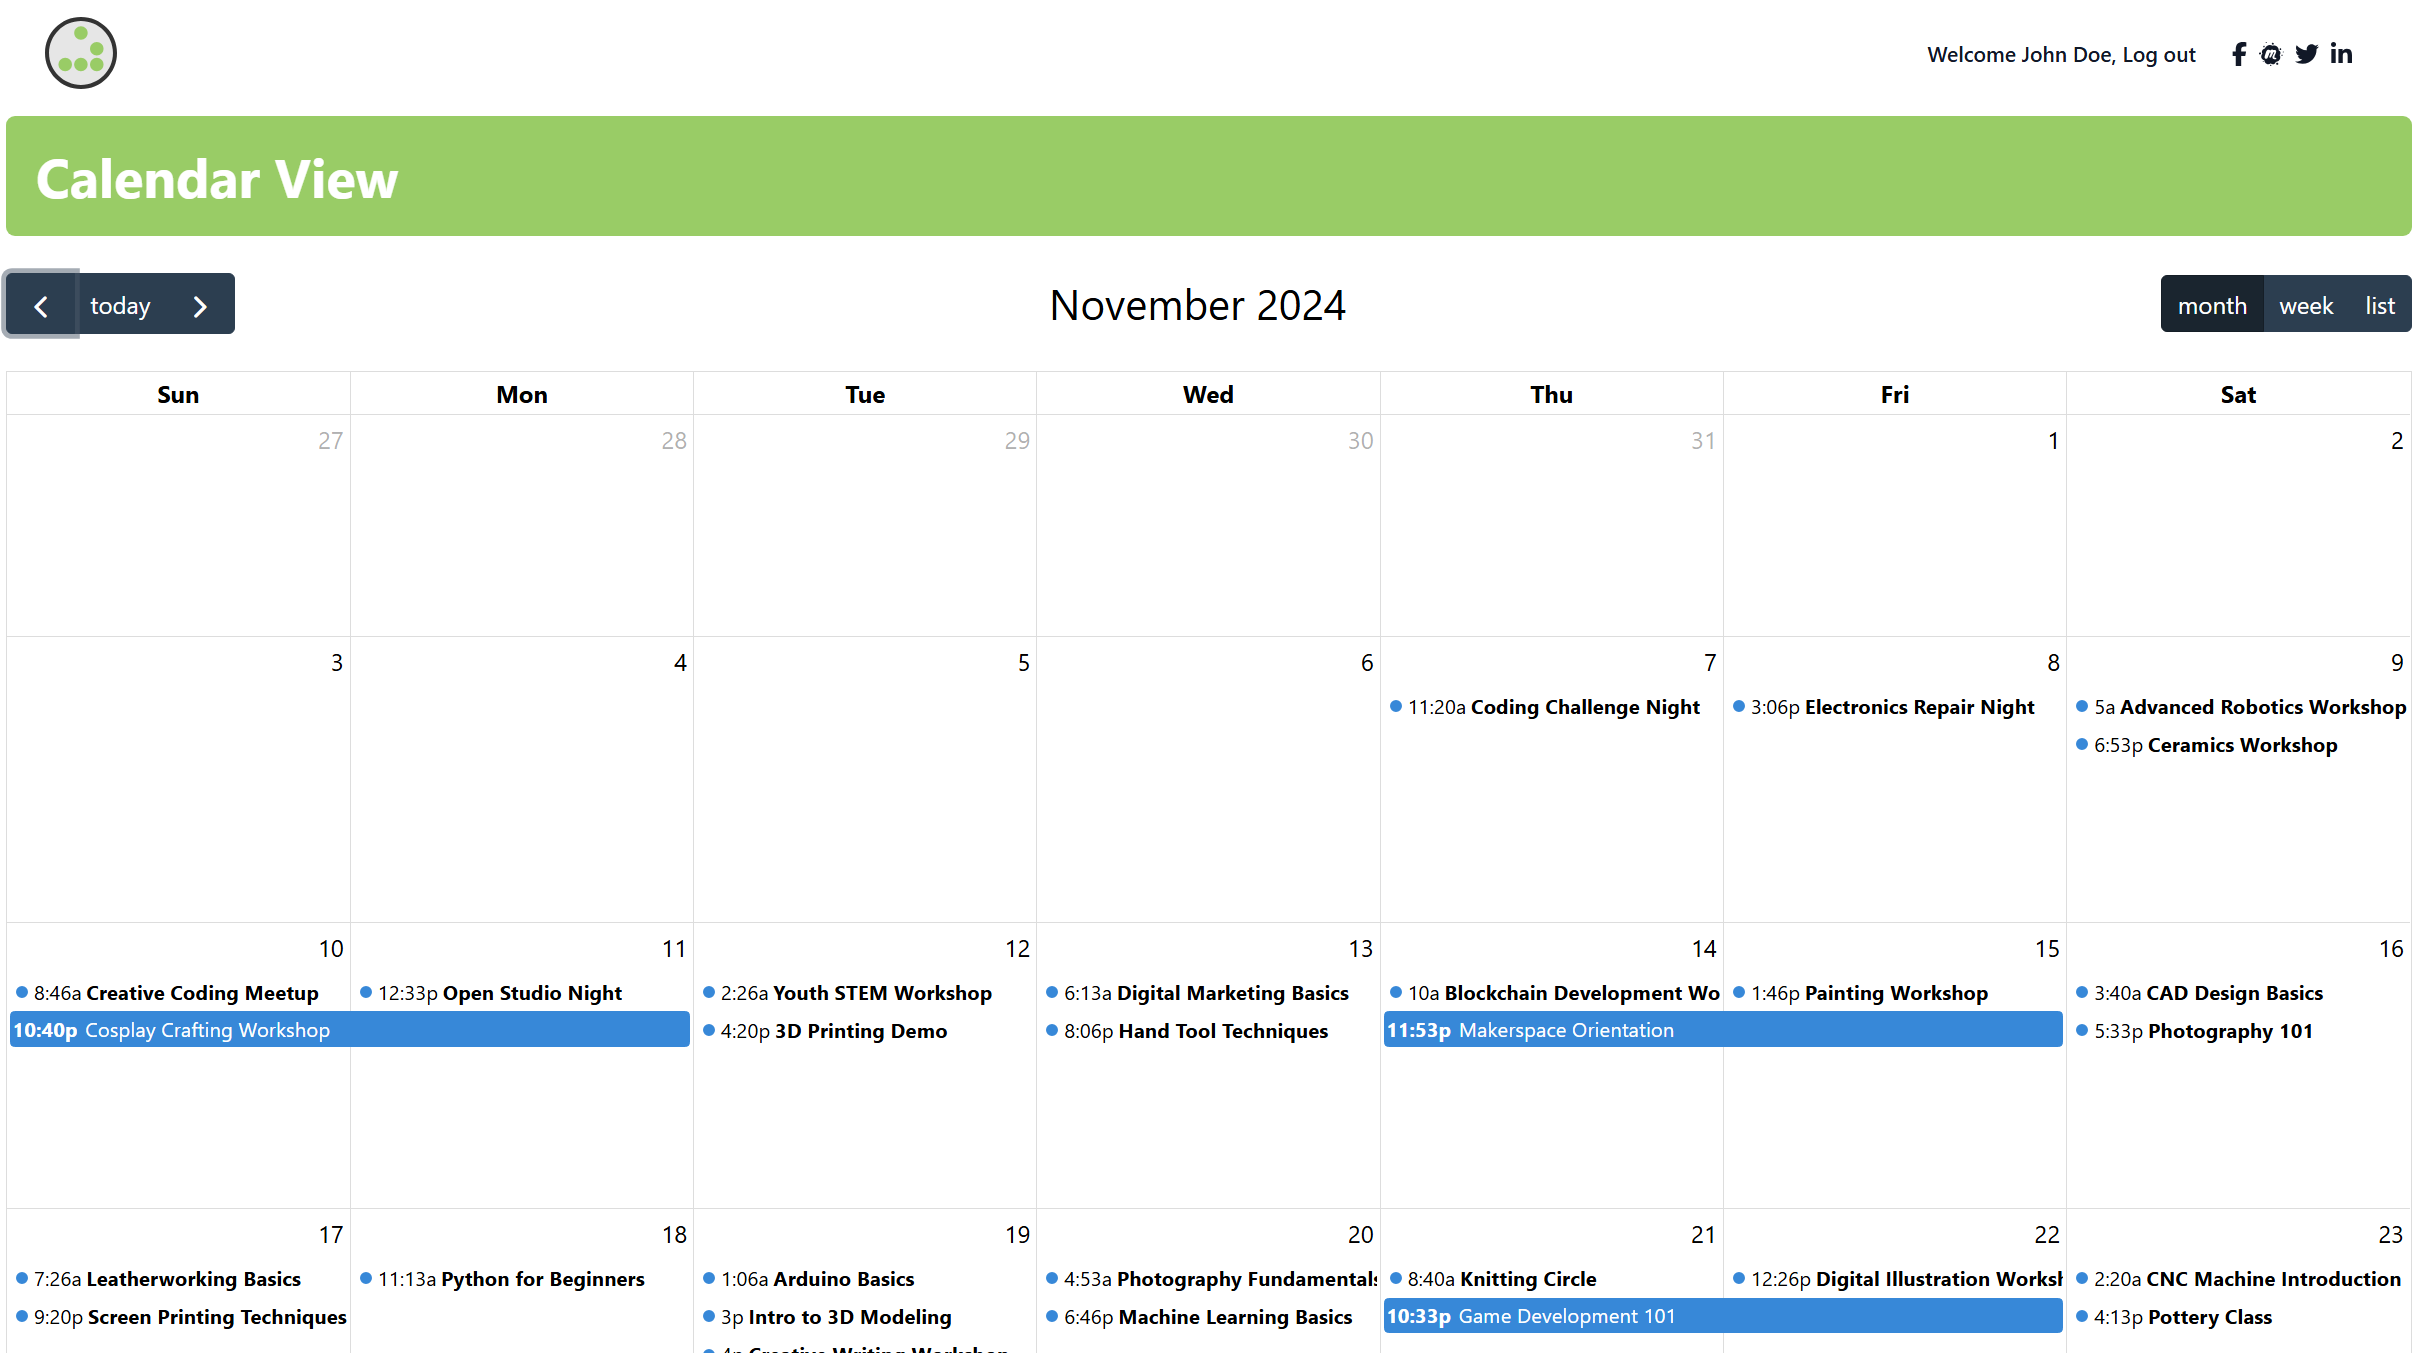 Welcome John Doe, Log out
Calendar View
today
November 2024
month week list
Sun Mon Tue Wed Thu Fri Sat
27 28 29 30 31 1 2
3 4 5 6 7 8 9
11:20a Coding Challenge Night
3:06p Electronics Repair Night
5a Advanced Robotics Workshop
6:53p Ceramics Workshop
10 11 12 13 14 15 16
8:46a Creative Coding Meetup
12:33p Open Studio Night
2:26a Youth STEM Workshop
6:13a Digital Marketing Basics
10a Blockchain Development Wo
1:46p Painting Workshop
3:40a CAD Design Basics
10:40p Cosplay Crafting Workshop
4:20p 3D Printing Demo
8:06p Hand Tool Techniques
11:53p Makerspace Orientation
5:33p Photography 101
17 18 19 20 21 22 23
7:26a Leatherworking Basics
11:13a Python for Beginners
1:06a Arduino Basics
4:53a Photography Fundamentals
8:40a Knitting Circle
12:26p Digital Illustration Worksh
2:20a CNC Machine Introduction
9:20p Screen Printing Techniques
3p Intro to 3D Modeling
6:46p Machine Learning Basics
10:33p Game Development 101
4:13p Pottery Class
4p Creative Writing Workshop